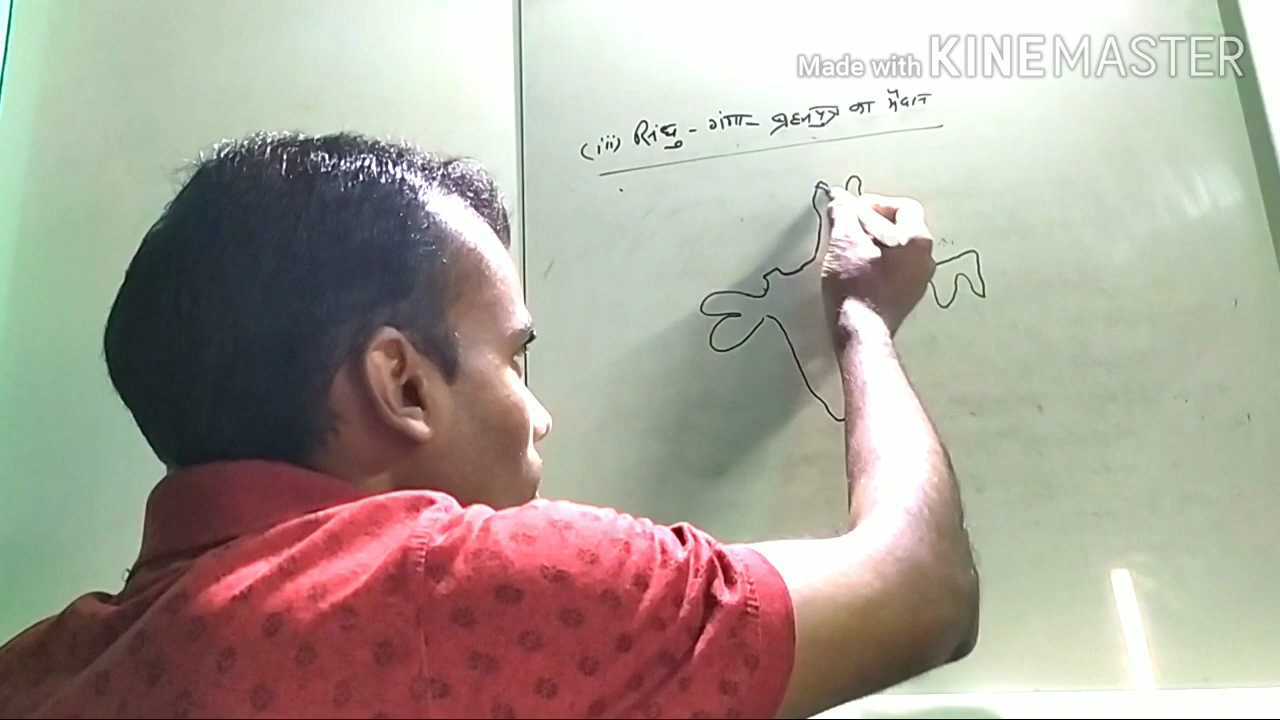 Made with KINEMASTER
(iii) सिंधु - गंगा - ब्रह्मपुत्र का मैदान